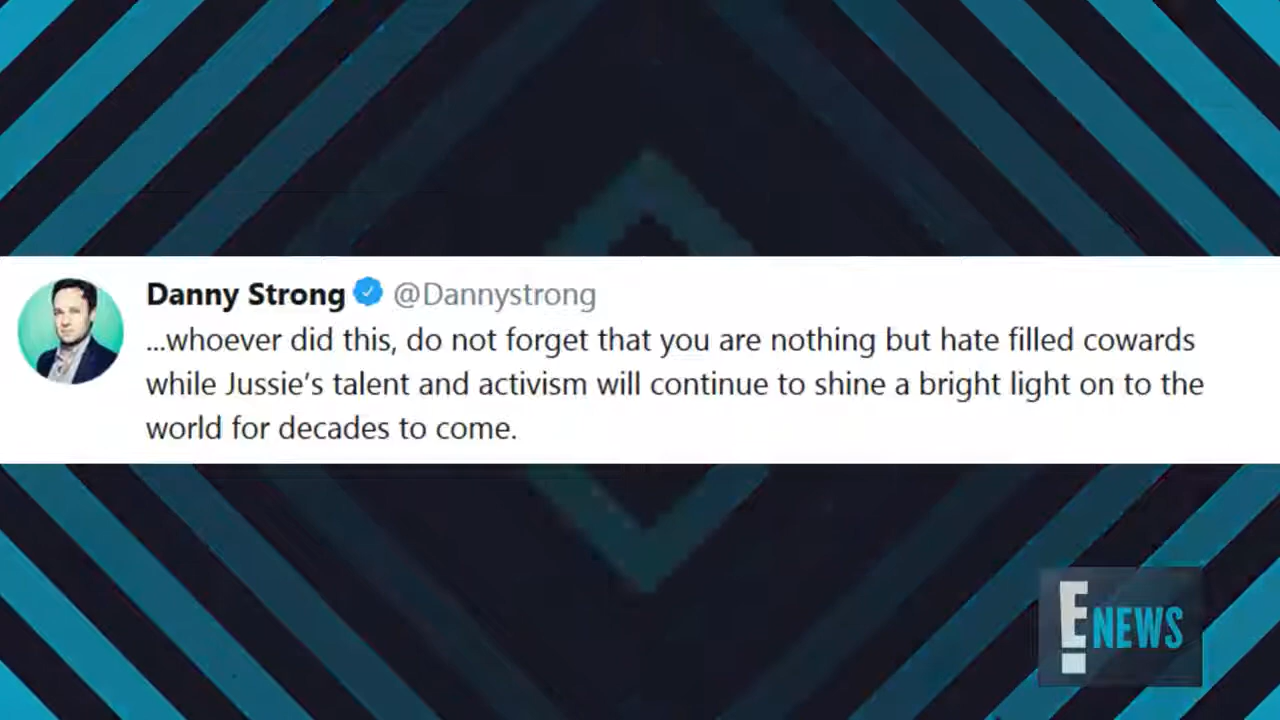 Danny Strong @Dannystrong
...whoever did this, do not forget that you are nothing but hate filled cowards
while Jussie’s talent and activism will continue to shine a bright light on to the
world for decades to come.
E! NEWS